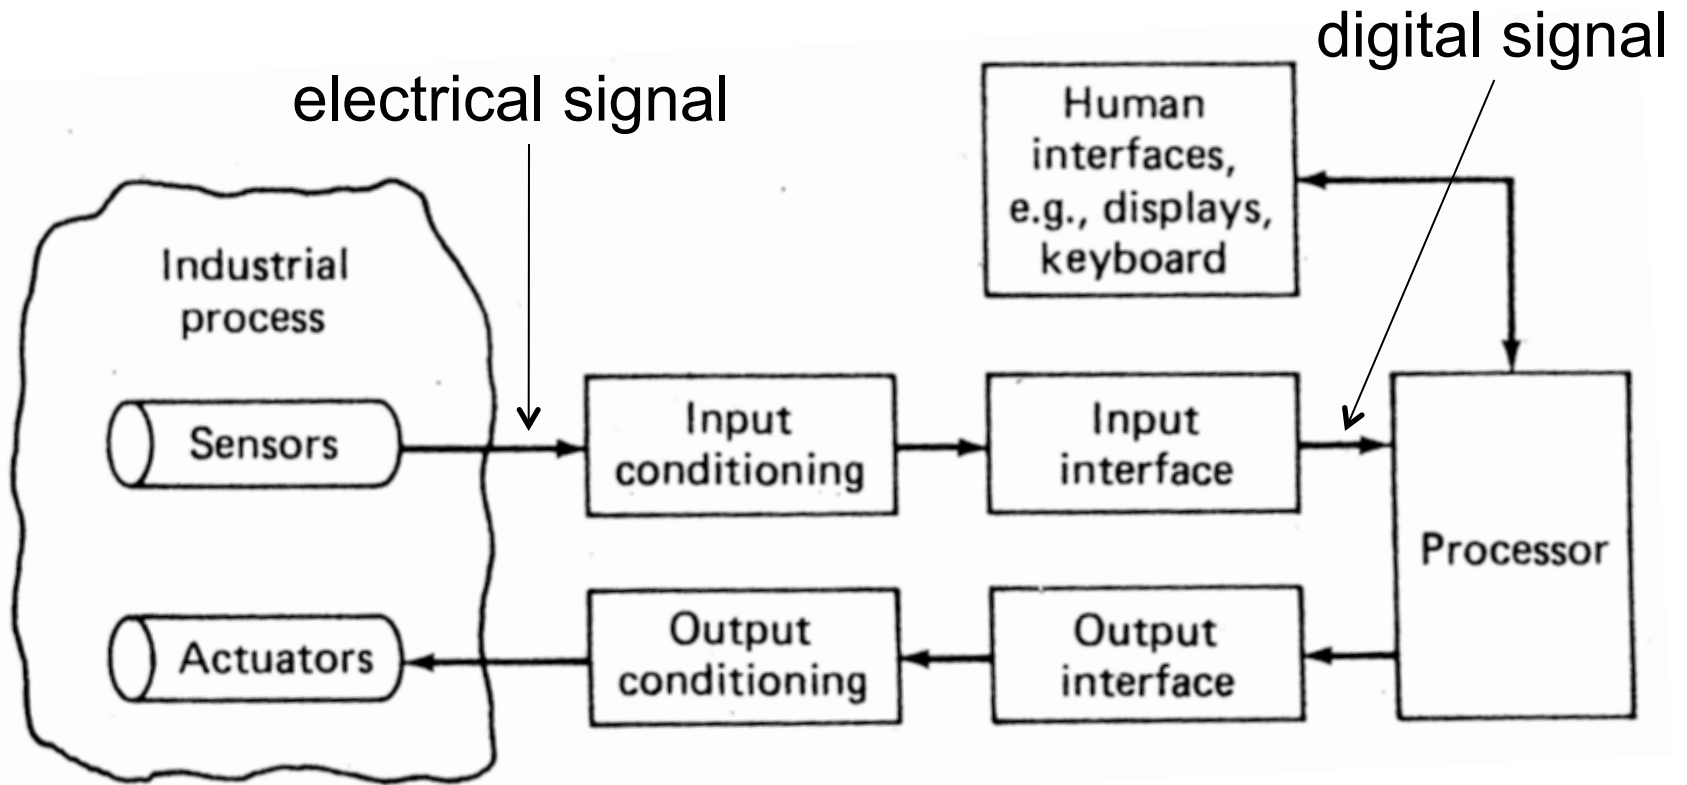 electrical signal
digital signal
Human
interfaces,
e.g., displays,
keyboard
Industrial
process
Sensors
Input
conditioning
Input
interface
Processor
Actuators
Output
conditioning
Output
interface